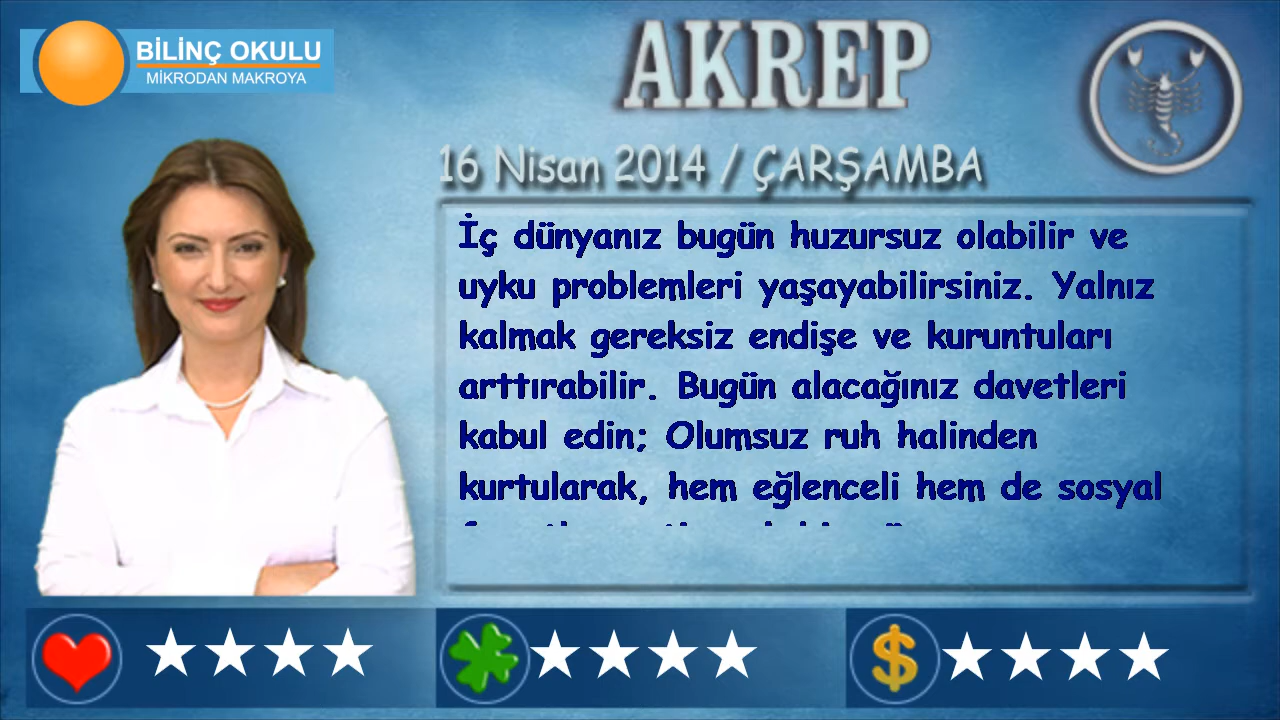 BİLİNÇ OKULU
MİKRODAN MAKROYA
AKREP
16 Nisan 2014 / ÇARŞAMBA
İç dünyanız bugün huzursuz olabilir ve
uyku problemleri yaşayabilirsiniz. Yalnız
kalmak gereksiz endişe ve kuruntuları
arttırabilir. Bugün alacağınız davetleri
kabul edin; Olumsuz ruh halinden
kurtularak, hem eğlenceli hem de sosyal